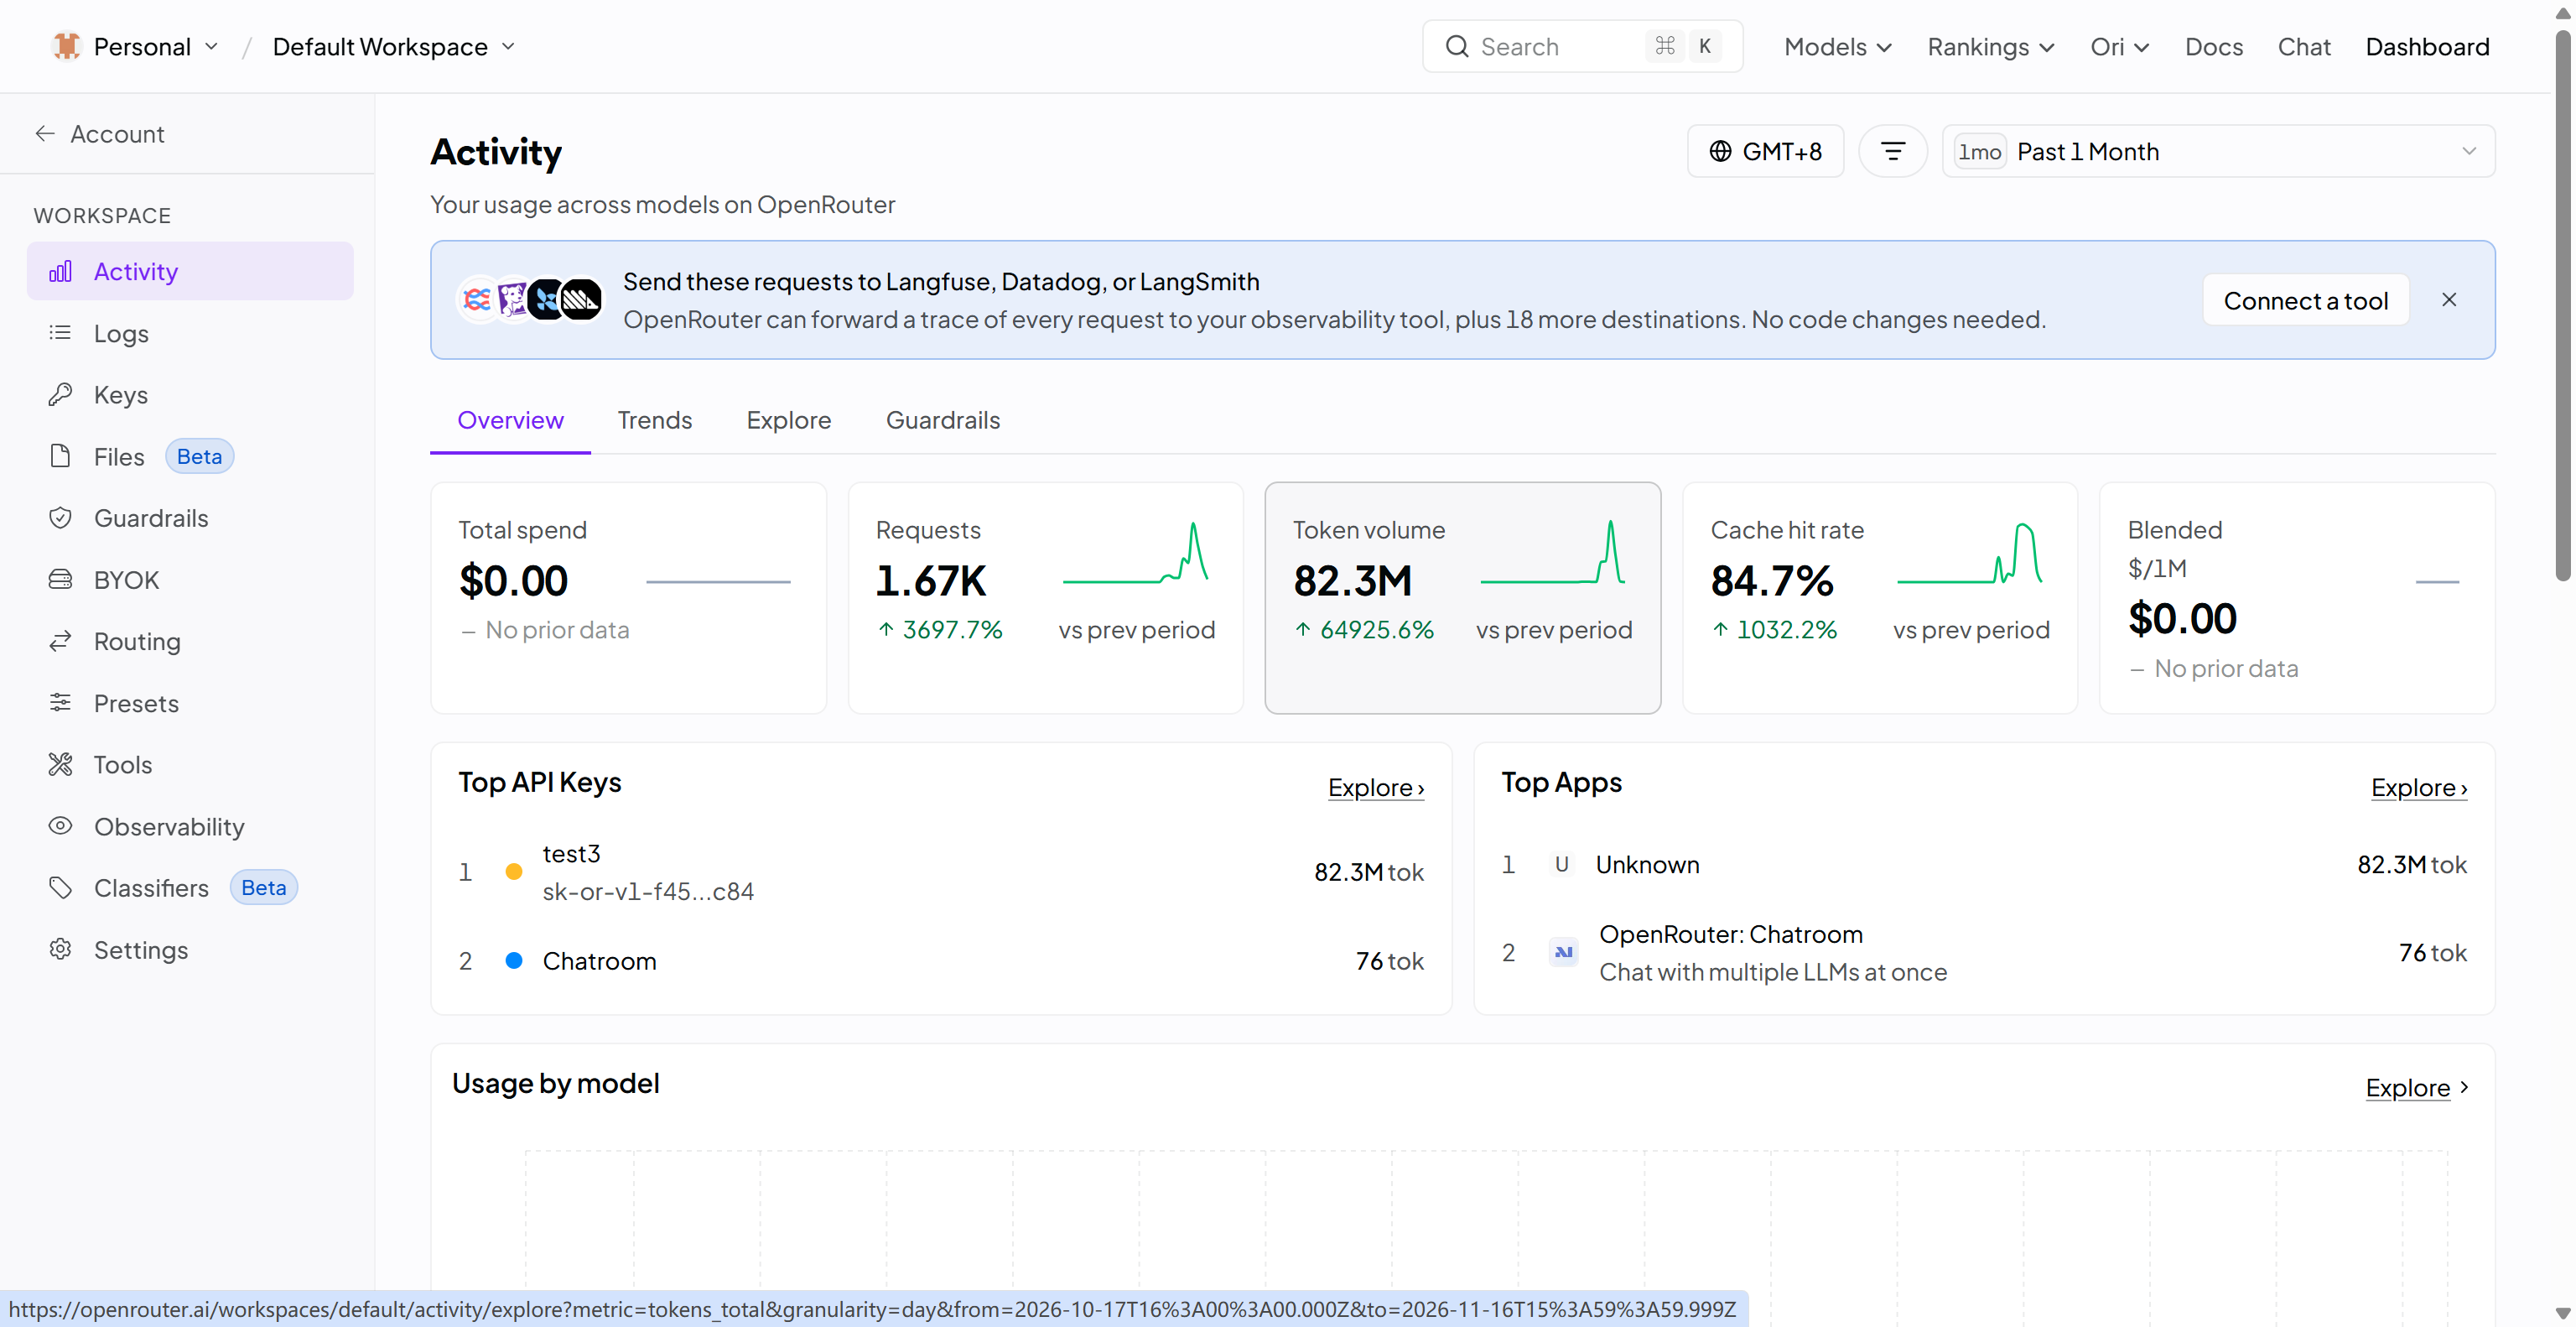 Personal / Default Workspace
Search ⌘ K
Models Rankings Ori Docs Chat Dashboard
Account
WORKSPACE
Activity
Logs
Keys
Files Beta
Guardrails
BYOK
Routing
Presets
Tools
Observability
Classifiers Beta
Settings
Activity
GMT+8
1mo Past 1 Month
Your usage across models on OpenRouter
Send these requests to Langfuse, Datadog, or LangSmith
OpenRouter can forward a trace of every request to your observability tool, plus 18 more destinations. No code changes needed.
Connect a tool
Overview Trends Explore Guardrails
Total spend
$0.00
– No prior data
Requests
1.67K
↑ 3697.7% vs prev period
Token volume
82.3M
↑ 64925.6% vs prev period
Cache hit rate
84.7%
↑ 1032.2% vs prev period
Blended
$/1M
$0.00
– No prior data
Top API Keys
Explore ›
1 test3
sk-or-v1-f45...c84
82.3M tok
2 Chatroom 76 tok
Top Apps
Explore ›
1 U Unknown 82.3M tok
2 OpenRouter: Chatroom
Chat with multiple LLMs at once
76 tok
Usage by model
Explore ›
https://openrouter.ai/workspaces/default/activity/explore?metric=tokens_total&granularity=day&from=2026-10-17T16%3A00%3A00.000Z&to=2026-11-16T15%3A59%3A59.999Z